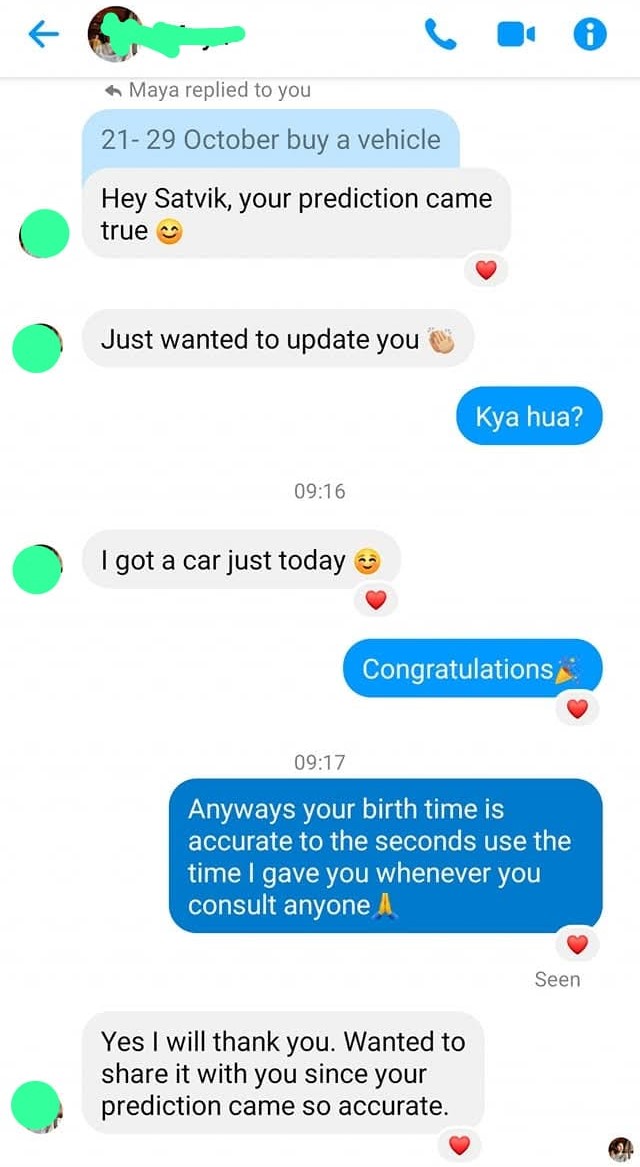 Maya replied to you
21- 29 October buy a vehicle
Hey Satvik, your prediction came
true 😊
Just wanted to update you 👏🏼
Kya hua?
09:16
I got a car just today ☺️
Congratulations🎉
09:17
Anyways your birth time is
accurate to the seconds use the
time I gave you whenever you
consult anyone🙏
Seen
Yes I will thank you. Wanted to
share it with you since your
prediction came so accurate.